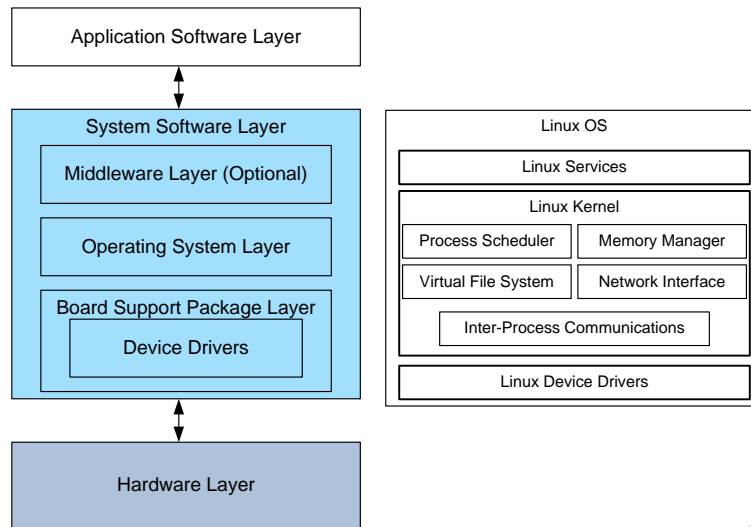 Application Software Layer
System Software Layer
Middleware Layer (Optional)
Operating System Layer
Board Support Package Layer
Device Drivers
Hardware Layer
Linux OS
Linux Services
Linux Kernel
Process Scheduler
Memory Manager
Virtual File System
Network Interface
Inter-Process Communications
Linux Device Drivers